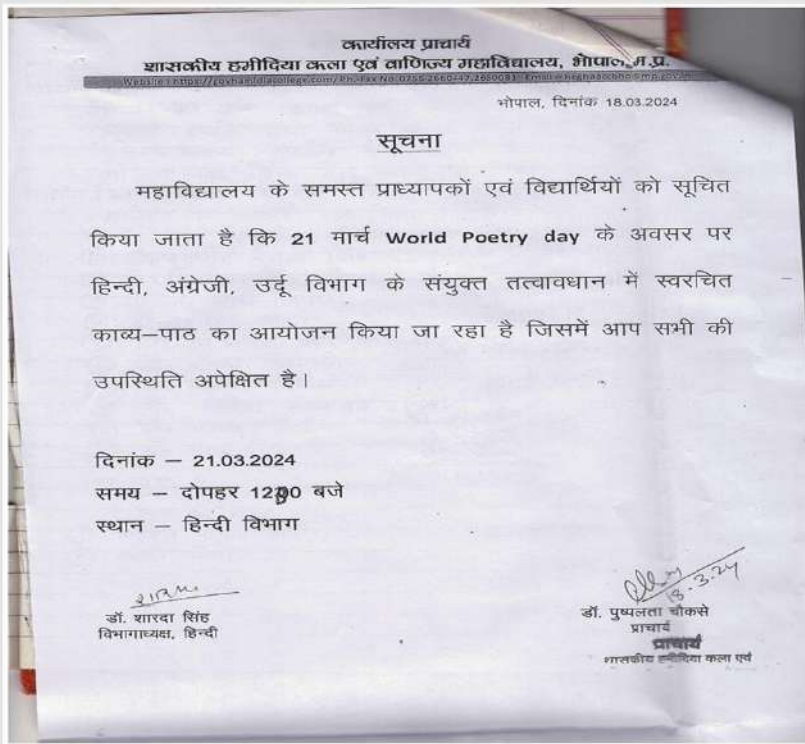 कार्यालय प्राचार्य
शासकीय हमीदिया कला एवं वाणिज्य महाविद्यालय, भोपाल, म.प्र.
भोपाल, दिनांक 18.03.2024
सूचना
महाविद्यालय के समस्त प्राध्यापकों एवं विद्यार्थियों को सूचित
किया जाता है कि 21 मार्च World Poetry day के अवसर पर
हिन्दी, अंग्रेजी, उर्दू विभाग के संयुक्त तत्वावधान में स्वरचित
काव्य–पाठ का आयोजन किया जा रहा है जिसमें आप सभी की
उपस्थिति अपेक्षित है।
दिनांक – 21.03.2024
समय – दोपहर बजे
स्थान – हिन्दी विभाग
18.3.24
डॉ. शारदा सिंह
विभागाध्यक्ष, हिन्दी
डॉ. पुष्पलता चौकसे
प्राचार्य
प्राचार्य
शासकीय हमीदिया कला एवं